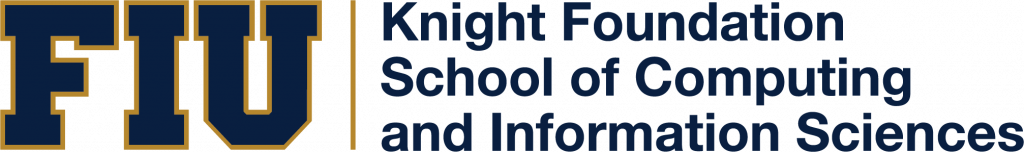 FIU
Knight Foundation
School of Computing
and Information Sciences